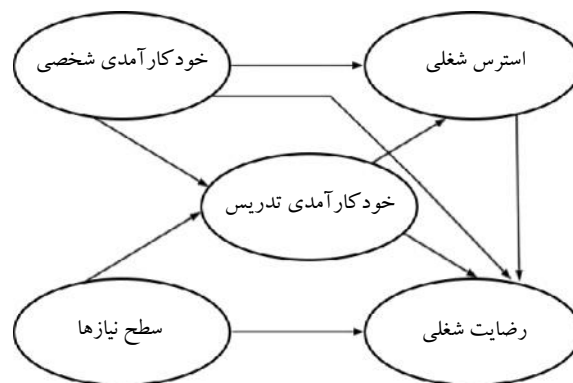 خودکارآمدی شخصی
استرس شغلی
خودکارآمدی تدریس
سطح نیازها
رضایت شغلی